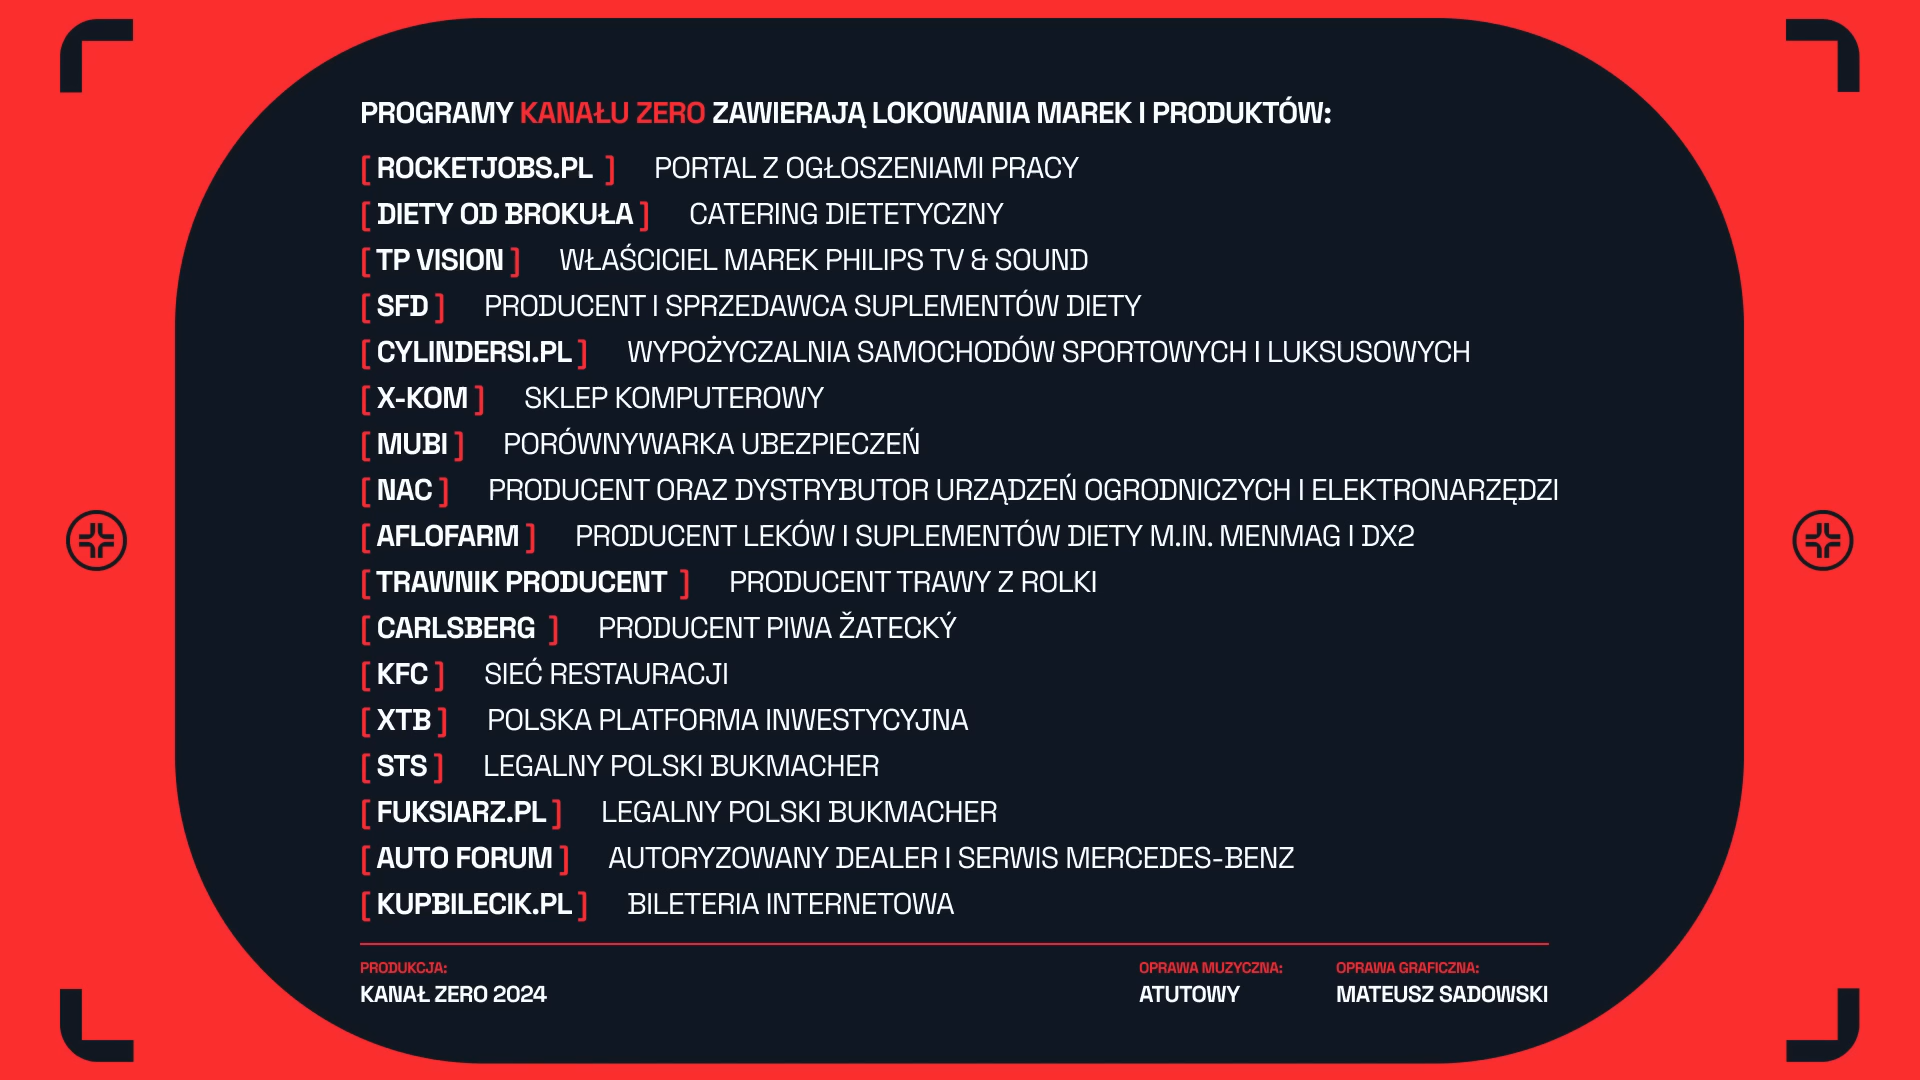 PROGRAMY KANAŁU ZERO ZAWIERAJĄ LOKOWANIA MAREK I PRODUKTÓW:
[ ROCKETJOBS.PL ] PORTAL Z OGŁOSZENIAMI PRACY
[ DIETY OD BROKUŁA ] CATERING DIETETYCZNY
[ TP VISION ] WŁAŚCICIEL MAREK PHILIPS TV & SOUND
[ SFD ] PRODUCENT I SPRZEDAWCA SUPLEMENTÓW DIETY
[ CYLINDERSI.PL ] WYPOŻYCZALNIA SAMOCHODÓW SPORTOWYCH I LUKSUSOWYCH
[ X-KOM ] SKLEP KOMPUTEROWY
[ MUBI ] PORÓWNYWARKA UBEZPIECZEŃ
[ NAC ] PRODUCENT ORAZ DYSTRYBUTOR URZĄDZEŃ OGRODNICZYCH I ELEKTRONARZĘDZI
[ AFLOFARM ] PRODUCENT LEKÓW I SUPLEMENTÓW DIETY M.IN. MENMAG I DX2
[ TRAWNIK PRODUCENT ] PRODUCENT TRAWY Z ROLKI
[ CARLSBERG ] PRODUCENT PIWA ŽATECKÝ
[ KFC ] SIEĆ RESTAURACJI
[ XTB ] POLSKA PLATFORMA INWESTYCYJNA
[ STS ] LEGALNY POLSKI BUKMACHER
[ FUKSIARZ.PL ] LEGALNY POLSKI BUKMACHER
[ AUTO FORUM ] AUTORYZOWANY DEALER I SERWIS MERCEDES-BENZ
[ KUPBILECIK.PL ] BILETERIA INTERNETOWA
PRODUKCJA: OPRAWA MUZYCZNA: OPRAWA GRAFICZNA:
KANAŁ ZERO 2024 ATUTOWY MATEUSZ SADOWSKI